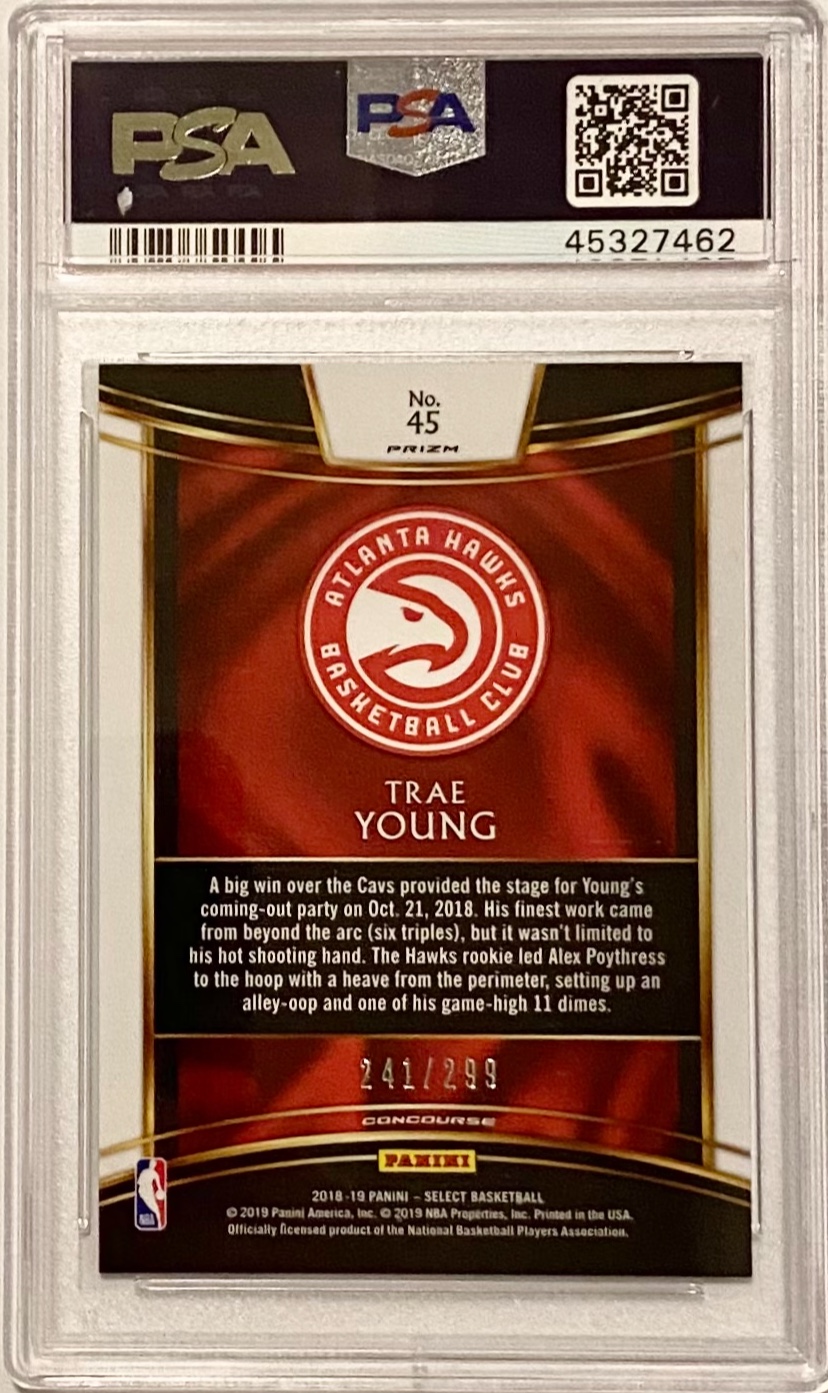 PSA
PSA
45327462
No.
45
PRIZM
ATLANTA HAWKS
BASKETBALL CLUB
TRAE
YOUNG
A big win over the Cavs provided the stage for Young's
coming-out party on Oct. 21, 2018. His finest work came
from beyond the arc (six triples), but it wasn't limited to
his hot shooting hand. The Hawks rookie led Alex Poythress
to the hoop with a heave from the perimeter, setting up an
alley-oop and one of his game-high 11 dimes.
241/299
CONCOURSE
PANINI
2018-19 PANINI – SELECT BASKETBALL
© 2019 Panini America, Inc. © 2019 NBA Properties, Inc. Printed in the USA.
Officially licensed product of the National Basketball Players Association.